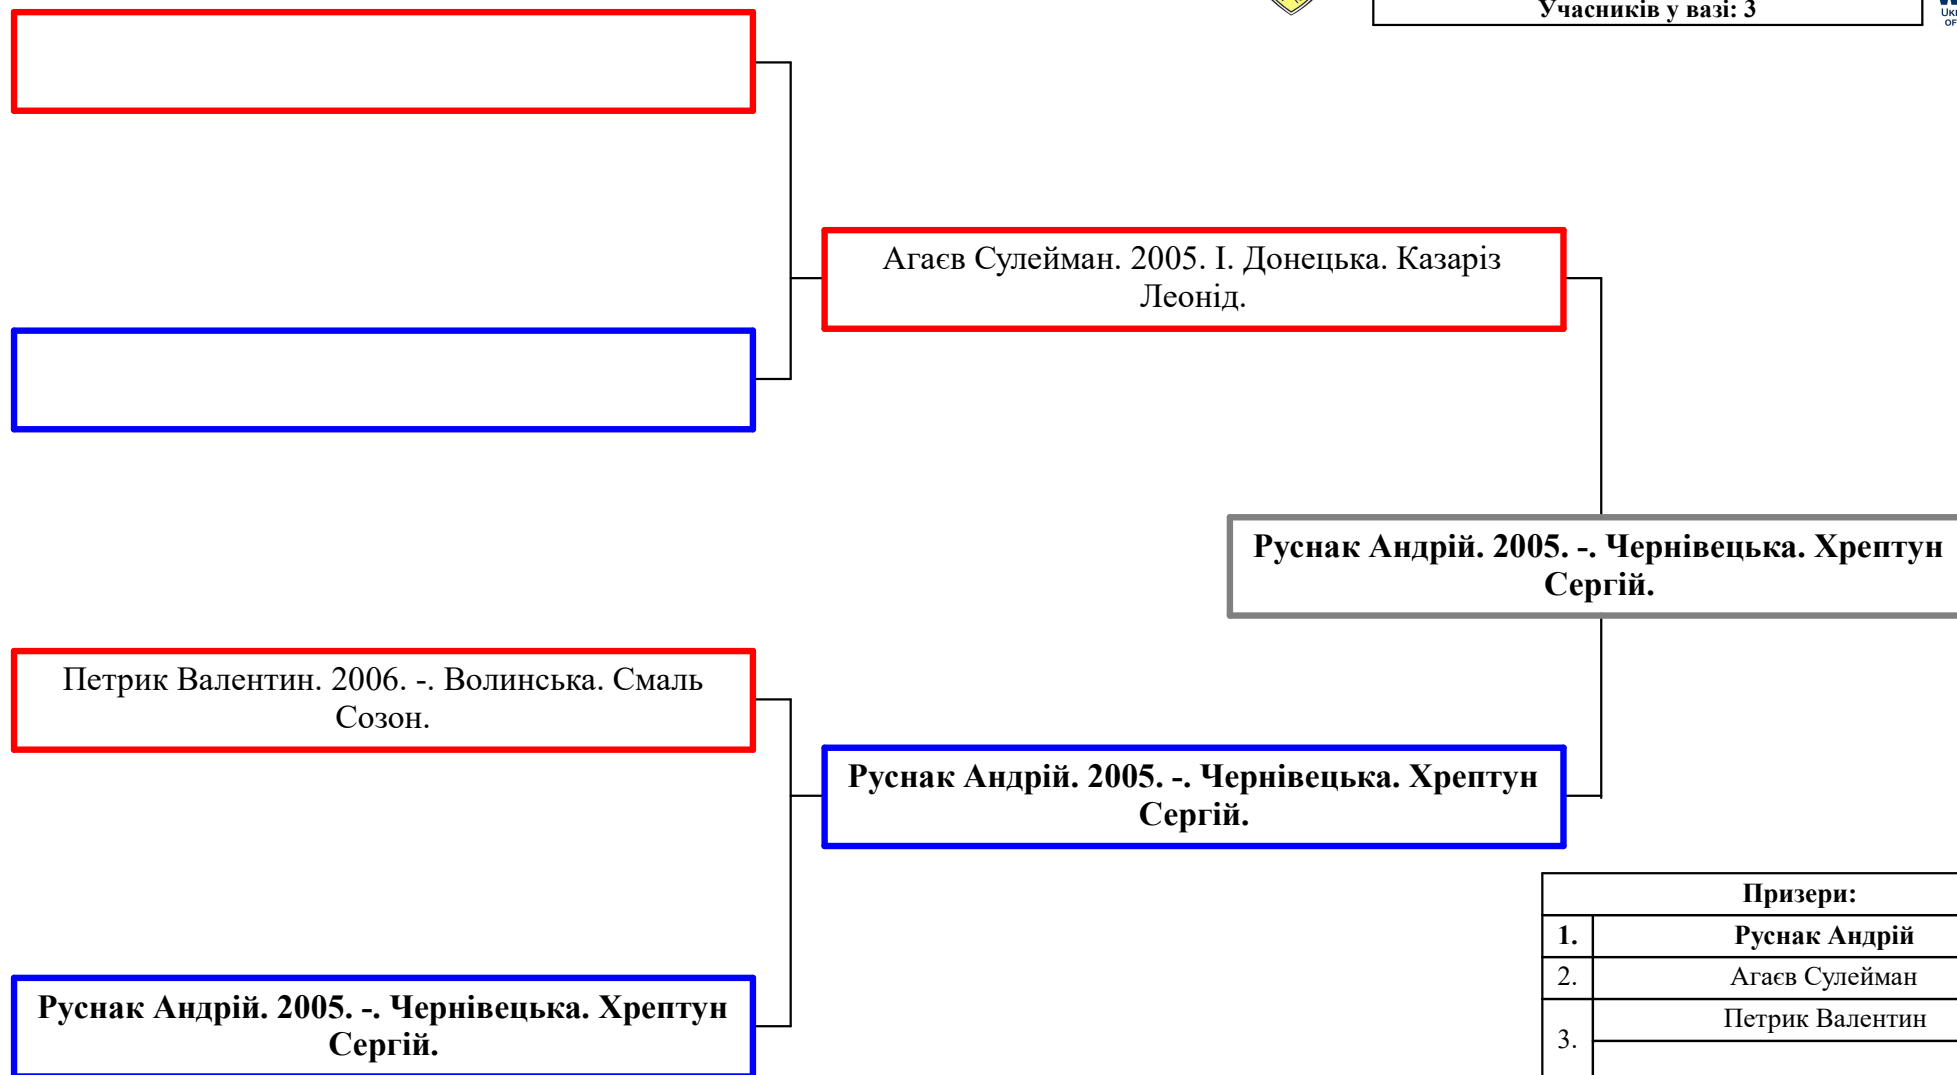 Учасників у вазі: 3
Агаєв Сулейман. 2005. І. Донецька. Казаріз
Леонід.
Руснак Андрій. 2005. -. Чернівецька. Хрептун
Сергій.
Петрик Валентин. 2006. -. Волинська. Смаль
Созон.
Руснак Андрій. 2005. -. Чернівецька. Хрептун
Сергій.
Руснак Андрій. 2005. -. Чернівецька. Хрептун
Сергій.
Призери:
1. Руснак Андрій
2. Агаєв Сулейман
3. Петрик Валентин